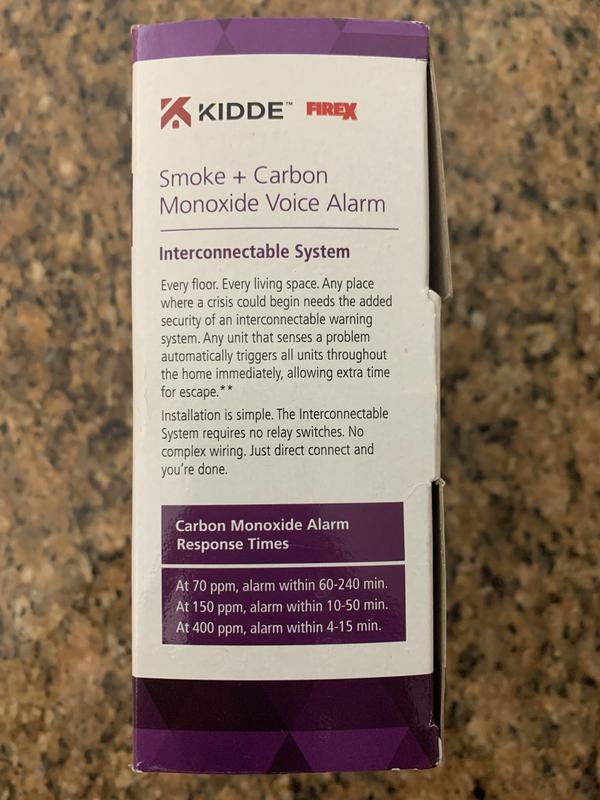 KIDDE™ FIREX
Smoke + Carbon
Monoxide Voice Alarm
Interconnectable System
Every floor. Every living space. Any place
where a crisis could begin needs the added
security of an interconnectable warning
system. Any unit that senses a problem
automatically triggers all units throughout
the home immediately, allowing extra time
for escape.**
Installation is simple. The Interconnectable
System requires no relay switches. No
complex wiring. Just direct connect and
you're done.
Carbon Monoxide Alarm
Response Times
At 70 ppm, alarm within 60-240 min.
At 150 ppm, alarm within 10-50 min.
At 400 ppm, alarm within 4-15 min.